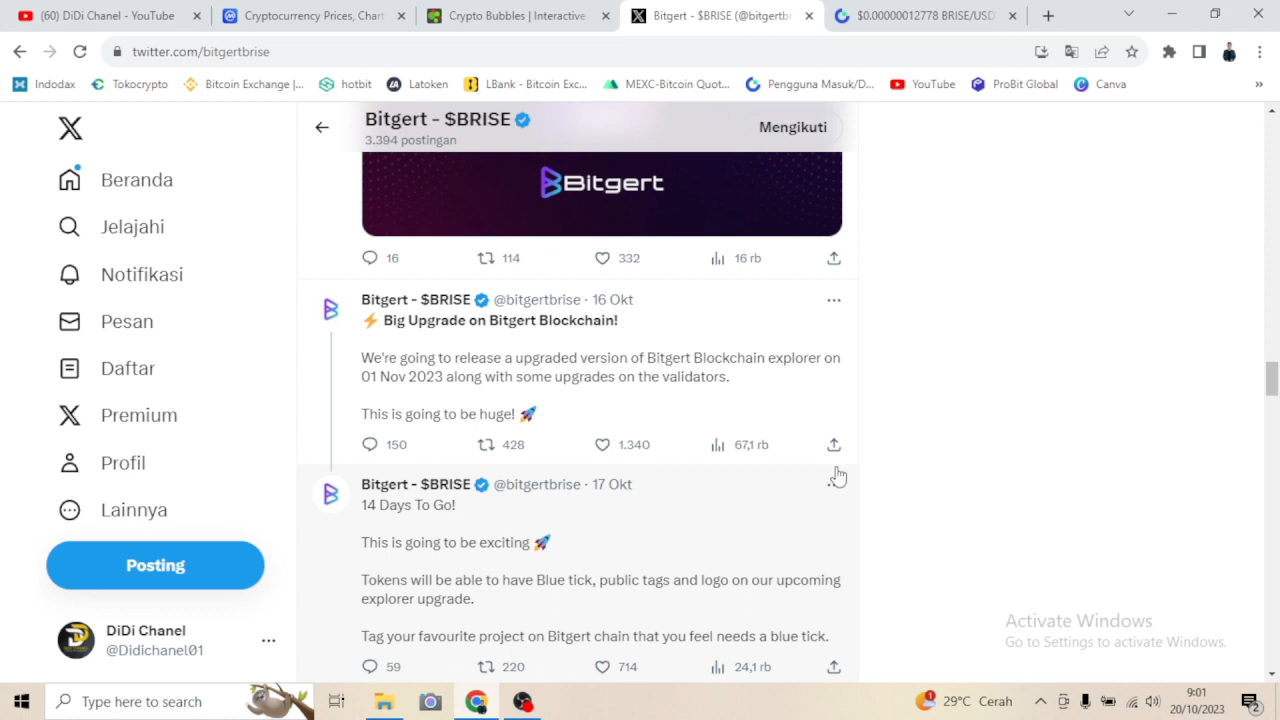 (60) DiDi Chanel - YouTube
Cryptocurrency Prices, Chart
Crypto Bubbles | Interactive
Bitgert - $BRISE (@bitgertbr
$0.00000012778 BRISE/USD
twitter.com/bitgertbrise
Indodax
Tokocrypto
Bitcoin Exchange |...
hotbit
Latoken
LBank - Bitcoin Exc...
MEXC-Bitcoin Quot...
Pengguna Masuk/D...
YouTube
ProBit Global
Canva
Beranda
Jelajahi
Notifikasi
Pesan
Daftar
Premium
Profil
Lainnya
Posting
DiDi Chanel
@Didichanel01
Bitgert - $BRISE
3.394 postingan
Mengikuti
Bitgert
16 114 332 16 rb
Bitgert - $BRISE @bitgertbrise · 16 Okt
⚡ Big Upgrade on Bitgert Blockchain!
We're going to release a upgraded version of Bitgert Blockchain explorer on
01 Nov 2023 along with some upgrades on the validators.
This is going to be huge! 🚀
150 428 1.340 67,1 rb
Bitgert - $BRISE @bitgertbrise · 17 Okt
14 Days To Go!
This is going to be exciting 🚀
Tokens will be able to have Blue tick, public tags and logo on our upcoming
explorer upgrade.
Tag your favourite project on Bitgert chain that you feel needs a blue tick.
59 220 714 24,1 rb
Activate Windows
Go to Settings to activate Windows.
Type here to search
1
29°C Cerah
9:01
20/10/2023
2